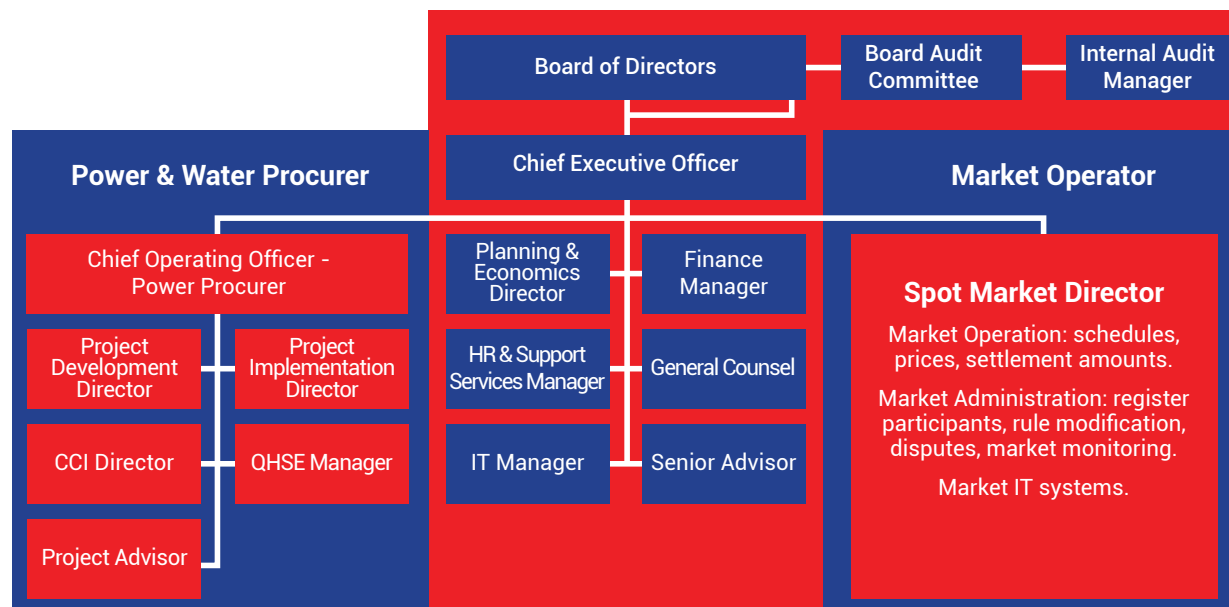 Board of Directors
Board Audit
Committee
Internal Audit
Manager
Power & Water Procurer
Chief Executive Officer
Market Operator
Chief Operating Officer -
Power Procurer
Project
Development
Director
Project
Implementation
Director
CCI Director
QHSE Manager
Project Advisor
Planning &
Economics
Director
Finance
Manager
HR & Support
Services Manager
General Counsel
IT Manager
Senior Advisor
Spot Market Director
Market Operation: schedules,
prices, settlement amounts.
Market Administration: register
participants, rule modification,
disputes, market monitoring.
Market IT systems.